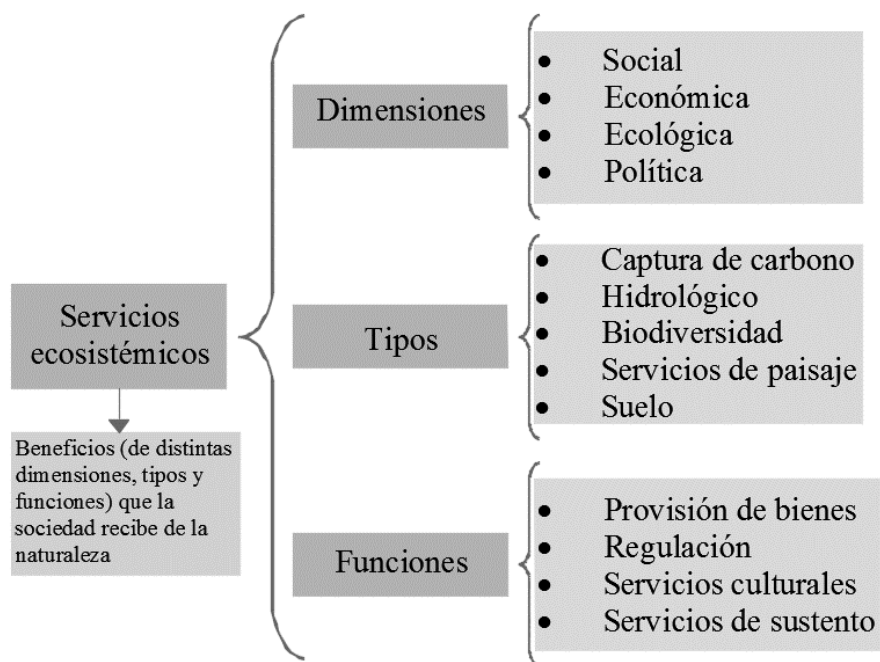 Servicios
ecosistémicos
Beneficios (de distintas
dimensiones, tipos y
funciones) que la
sociedad recibe de la
naturaleza
Dimensiones
• Social
• Económica
• Ecológica
• Política
Tipos
• Captura de carbono
• Hidrológico
• Biodiversidad
• Servicios de paisaje
• Suelo
Funciones
• Provisión de bienes
• Regulación
• Servicios culturales
• Servicios de sustento